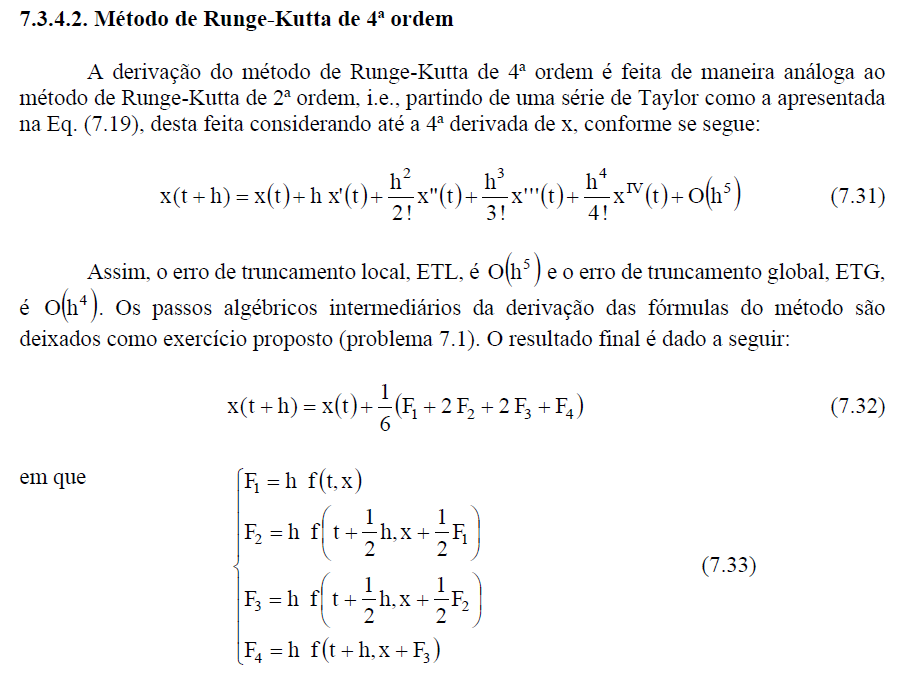 7.3.4.2. Método de Runge-Kutta de 4ª ordem
A derivação do método de Runge-Kutta de 4ª ordem é feita de maneira análoga ao
método de Runge-Kutta de 2ª ordem, i.e., partindo de uma série de Taylor como a apresentada
na Eq. (7.19), desta feita considerando até a 4ª derivada de x, conforme se segue:
x(t + h) = x(t) + h x'(t) + h²/2! x''(t) + h³/3! x'''(t) + h⁴/4! x^IV(t) + O(h⁵) (7.31)
Assim, o erro de truncamento local, ETL, é O(h⁵) e o erro de truncamento global, ETG,
é O(h⁴). Os passos algébricos intermediários da derivação das fórmulas do método são
deixados como exercício proposto (problema 7.1). O resultado final é dado a seguir:
x(t + h) = x(t) + 1/6 (F₁ + 2 F₂ + 2 F₃ + F₄) (7.32)
em que
F₁ = h f(t, x)
F₂ = h f(t + 1/2 h, x + 1/2 F₁)
F₃ = h f(t + 1/2 h, x + 1/2 F₂)
F₄ = h f(t + h, x + F₃)
(7.33)